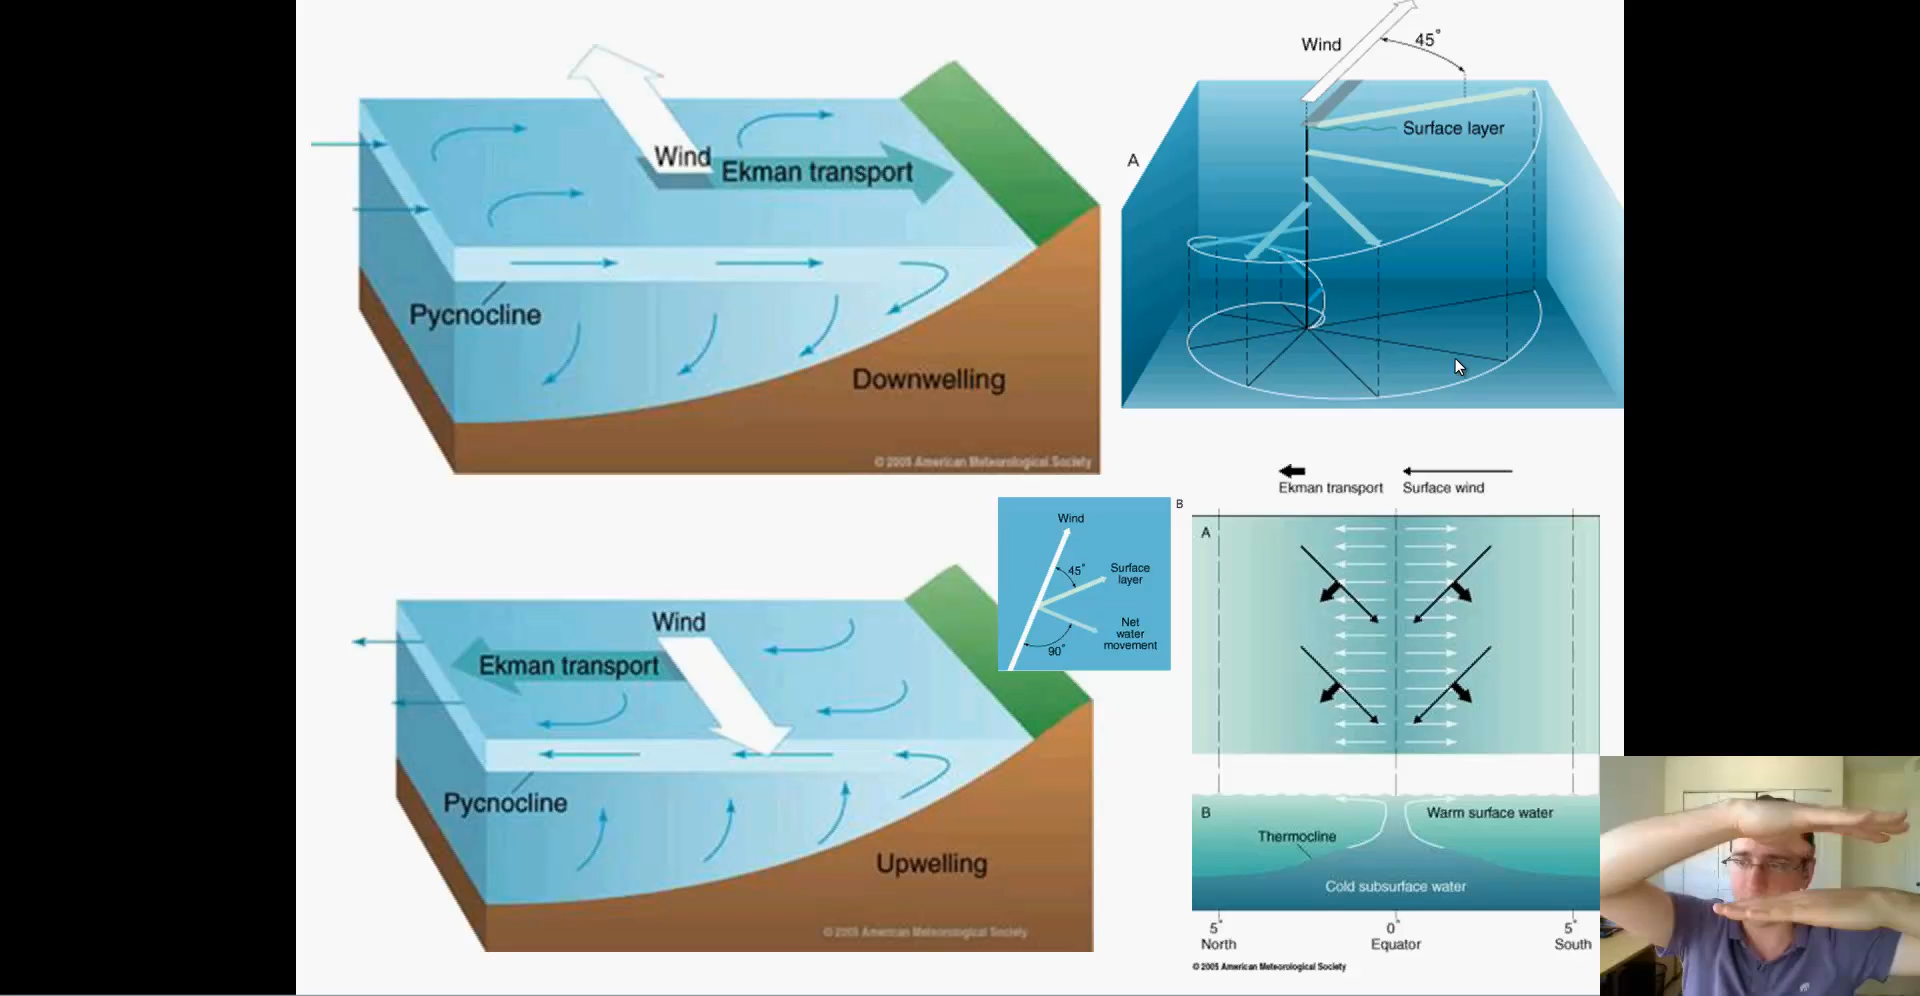 Wind
Ekman transport
Pycnocline
Downwelling
© 2005 American Meteorological Society
Wind
45°
Surface layer
A
Wind
Ekman transport
Pycnocline
Upwelling
© 2005 American Meteorological Society
B
Wind
45°
Surface
layer
Net
water
movement
90°
Ekman transport
Surface wind
A
B
Warm surface water
Thermocline
Cold subsurface water
5°
North
0°
Equator
5°
South
© 2005 American Meteorological Society